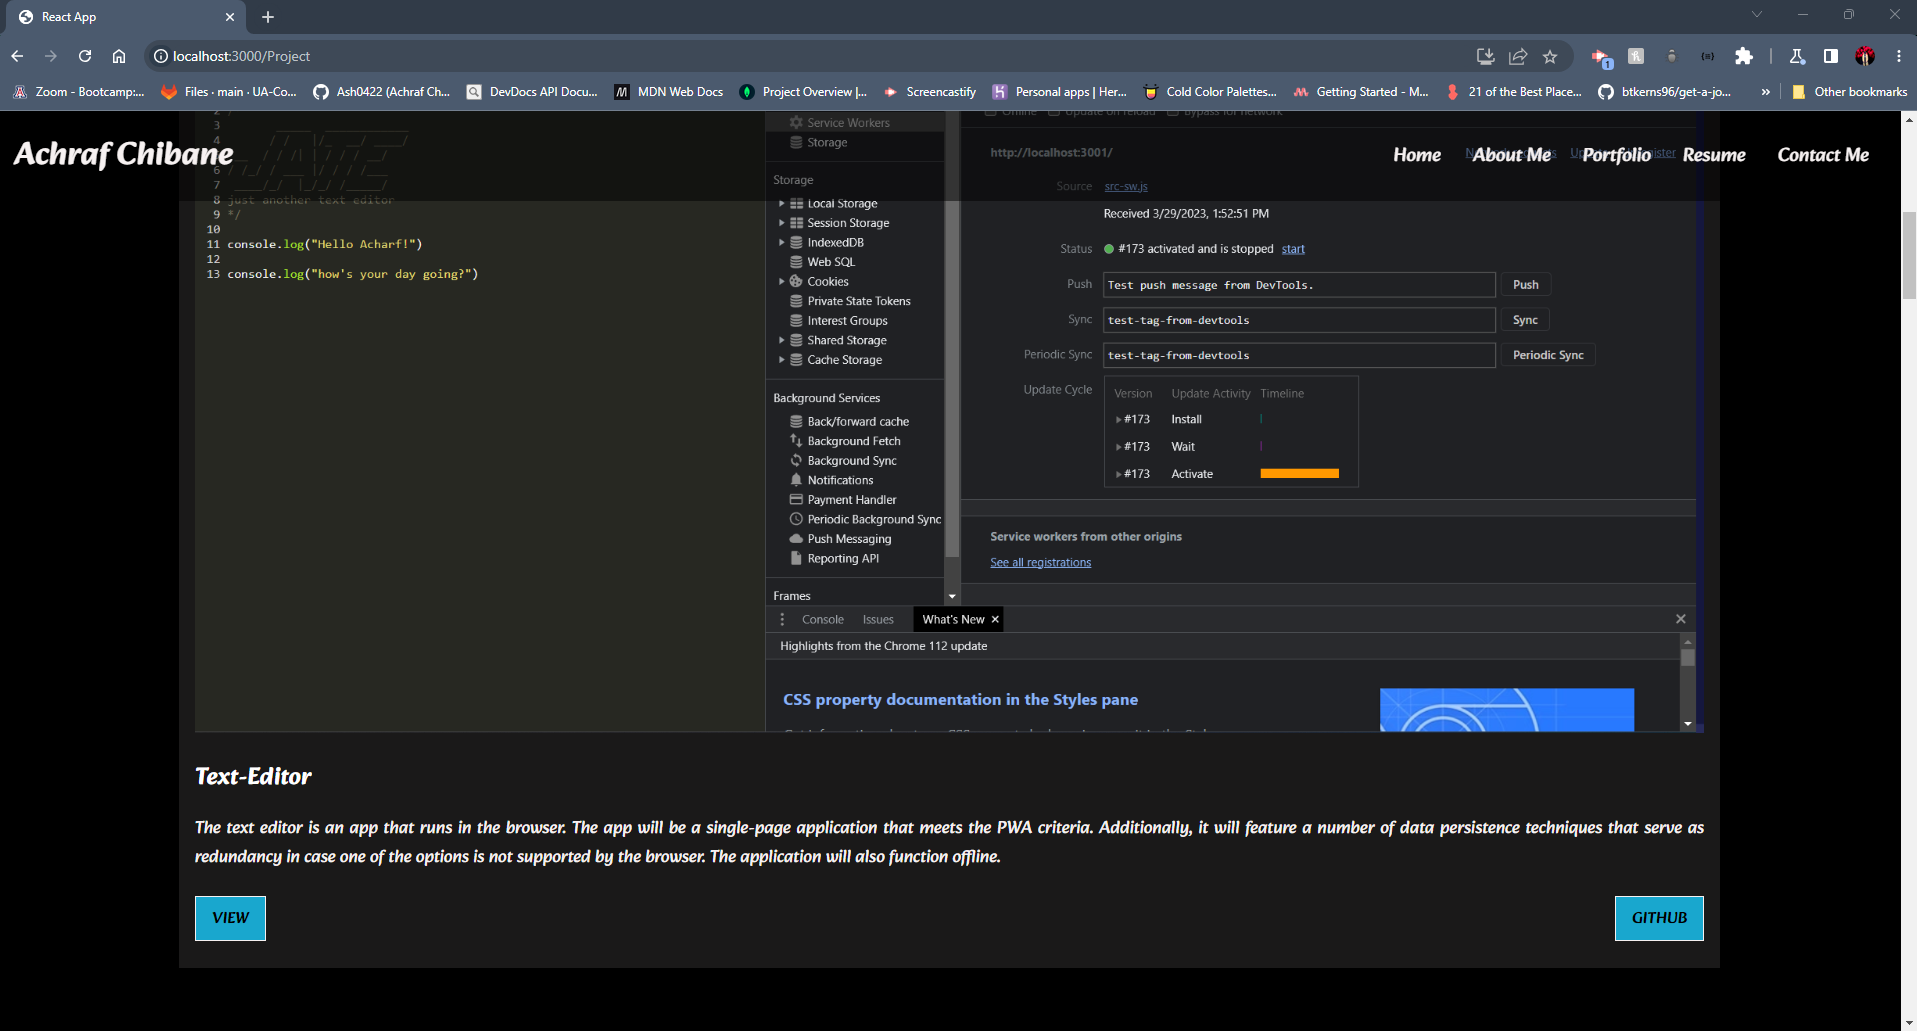 React App
localhost:3000/Project
Zoom - Bootcamp:...
Files · main · UA-Co...
Ash0422 (Achraf Ch...
DevDocs API Docu...
MDN Web Docs
Project Overview |...
Screencastify
Personal apps | Her...
Cold Color Palettes...
Getting Started - M...
21 of the Best Place...
btkerns96/get-a-jo...
»
Other bookmarks
Achraf Chibane
Home
About Me
Portfolio
Resume
Contact Me
3
4
6
7
8 just another text editor
9 */
10
11 console.log("Hello Acharf!")
12
13 console.log("how's your day going?")
Service Workers
Storage
Storage
Local Storage
Session Storage
IndexedDB
Web SQL
Cookies
Private State Tokens
Interest Groups
Shared Storage
Cache Storage
Background Services
Back/forward cache
Background Fetch
Background Sync
Notifications
Payment Handler
Periodic Background Sync
Push Messaging
Reporting API
Frames
Offline Update on reload Bypass for network
http://localhost:3001/
Source src-sw.js
Received 3/29/2023, 1:52:51 PM
Status #173 activated and is stopped start
Push Test push message from DevTools. Push
Sync test-tag-from-devtools Sync
Periodic Sync test-tag-from-devtools Periodic Sync
Update Cycle Version Update Activity Timeline
#173 Install
#173 Wait
#173 Activate
Service workers from other origins
See all registrations
Console Issues What's New
Highlights from the Chrome 112 update
CSS property documentation in the Styles pane
Text-Editor
The text editor is an app that runs in the browser. The app will be a single-page application that meets the PWA criteria. Additionally, it will feature a number of data persistence techniques that serve as
redundancy in case one of the options is not supported by the browser. The application will also function offline.
VIEW
GITHUB